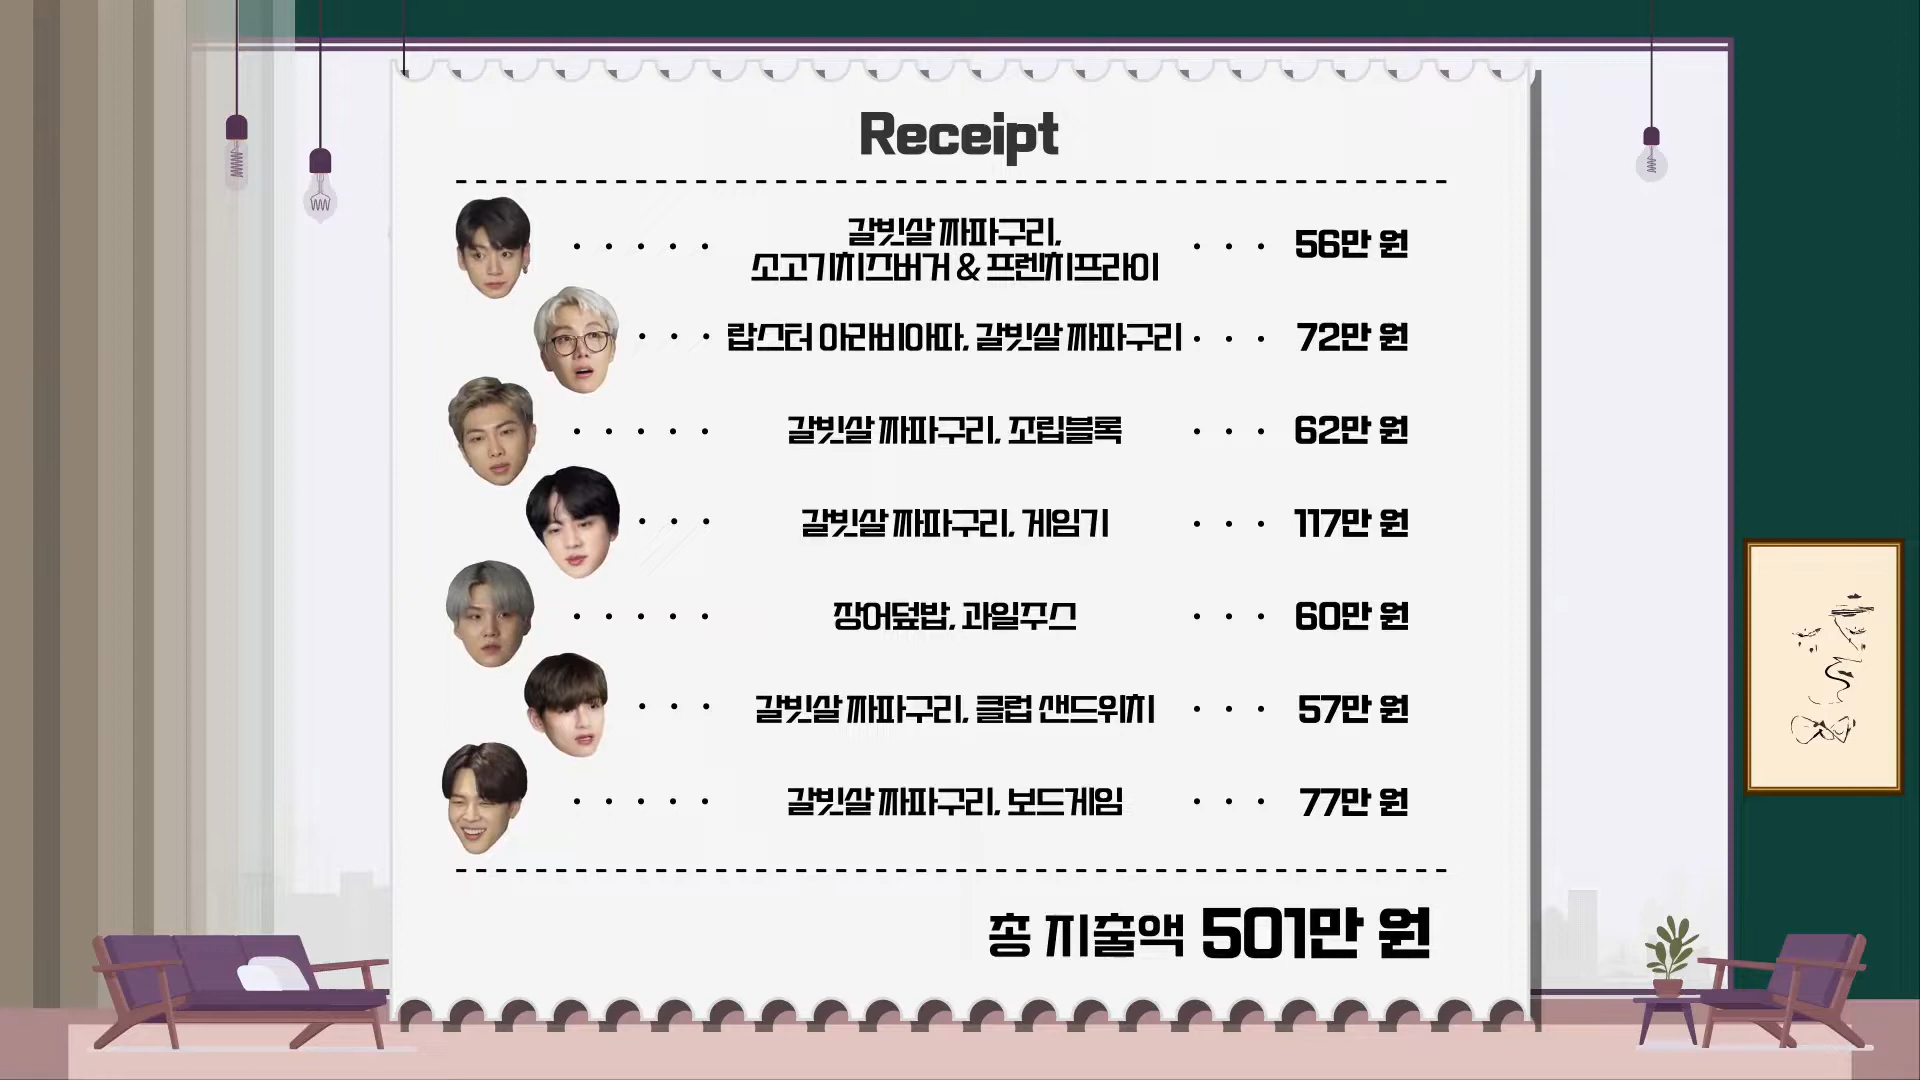 Receipt
갈빗살 짜파구리,
소고기치즈버거 & 프렌치프라이
56만 원
랍스터 아라비아따, 갈빗살 짜파구리
72만 원
갈빗살 짜파구리, 조립블록
62만 원
갈빗살 짜파구리, 게임기
117만 원
장어덮밥, 과일쭈스
60만 원
갈빗살 짜파구리, 클럽 샌드위치
57만 원
갈빗살 짜파구리, 보드게임
77만 원
총 지출액 501만 원